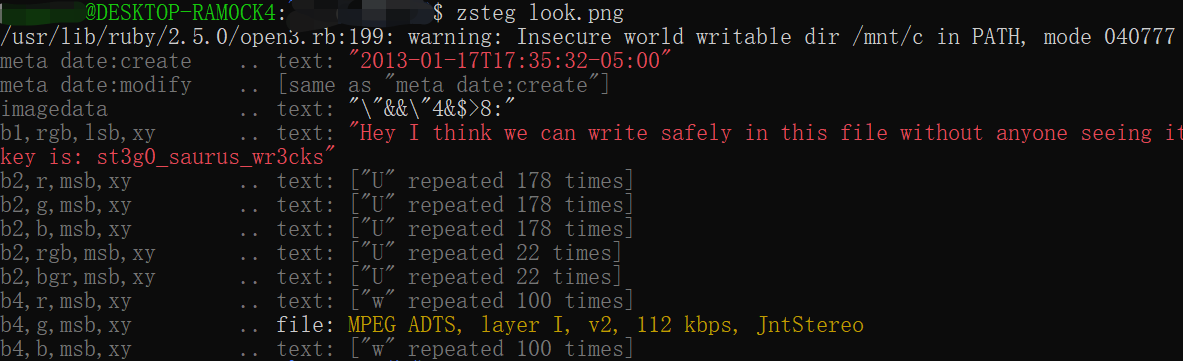 @DESKTOP-RAMOCK4: $ zsteg look.png
/usr/lib/ruby/2.5.0/open3.rb:199: warning: Insecure world writable dir /mnt/c in PATH, mode 040777
meta date:create .. text: "2013-01-17T17:35:32-05:00"
meta date:modify .. [same as "meta date:create"]
imagedata .. text: "\"&&\"4&$>8:"
b1,rgb,lsb,xy .. text: "Hey I think we can write safely in this file without anyone seeing it
key is: st3g0_saurus_wr3cks"
b2,r,msb,xy .. text: ["U" repeated 178 times]
b2,g,msb,xy .. text: ["U" repeated 178 times]
b2,b,msb,xy .. text: ["U" repeated 178 times]
b2,rgb,msb,xy .. text: ["U" repeated 22 times]
b2,bgr,msb,xy .. text: ["U" repeated 22 times]
b4,r,msb,xy .. text: ["w" repeated 100 times]
b4,g,msb,xy .. file: MPEG ADTS, layer I, v2, 112 kbps, JntStereo
b4,b,msb,xy .. text: ["w" repeated 100 times]